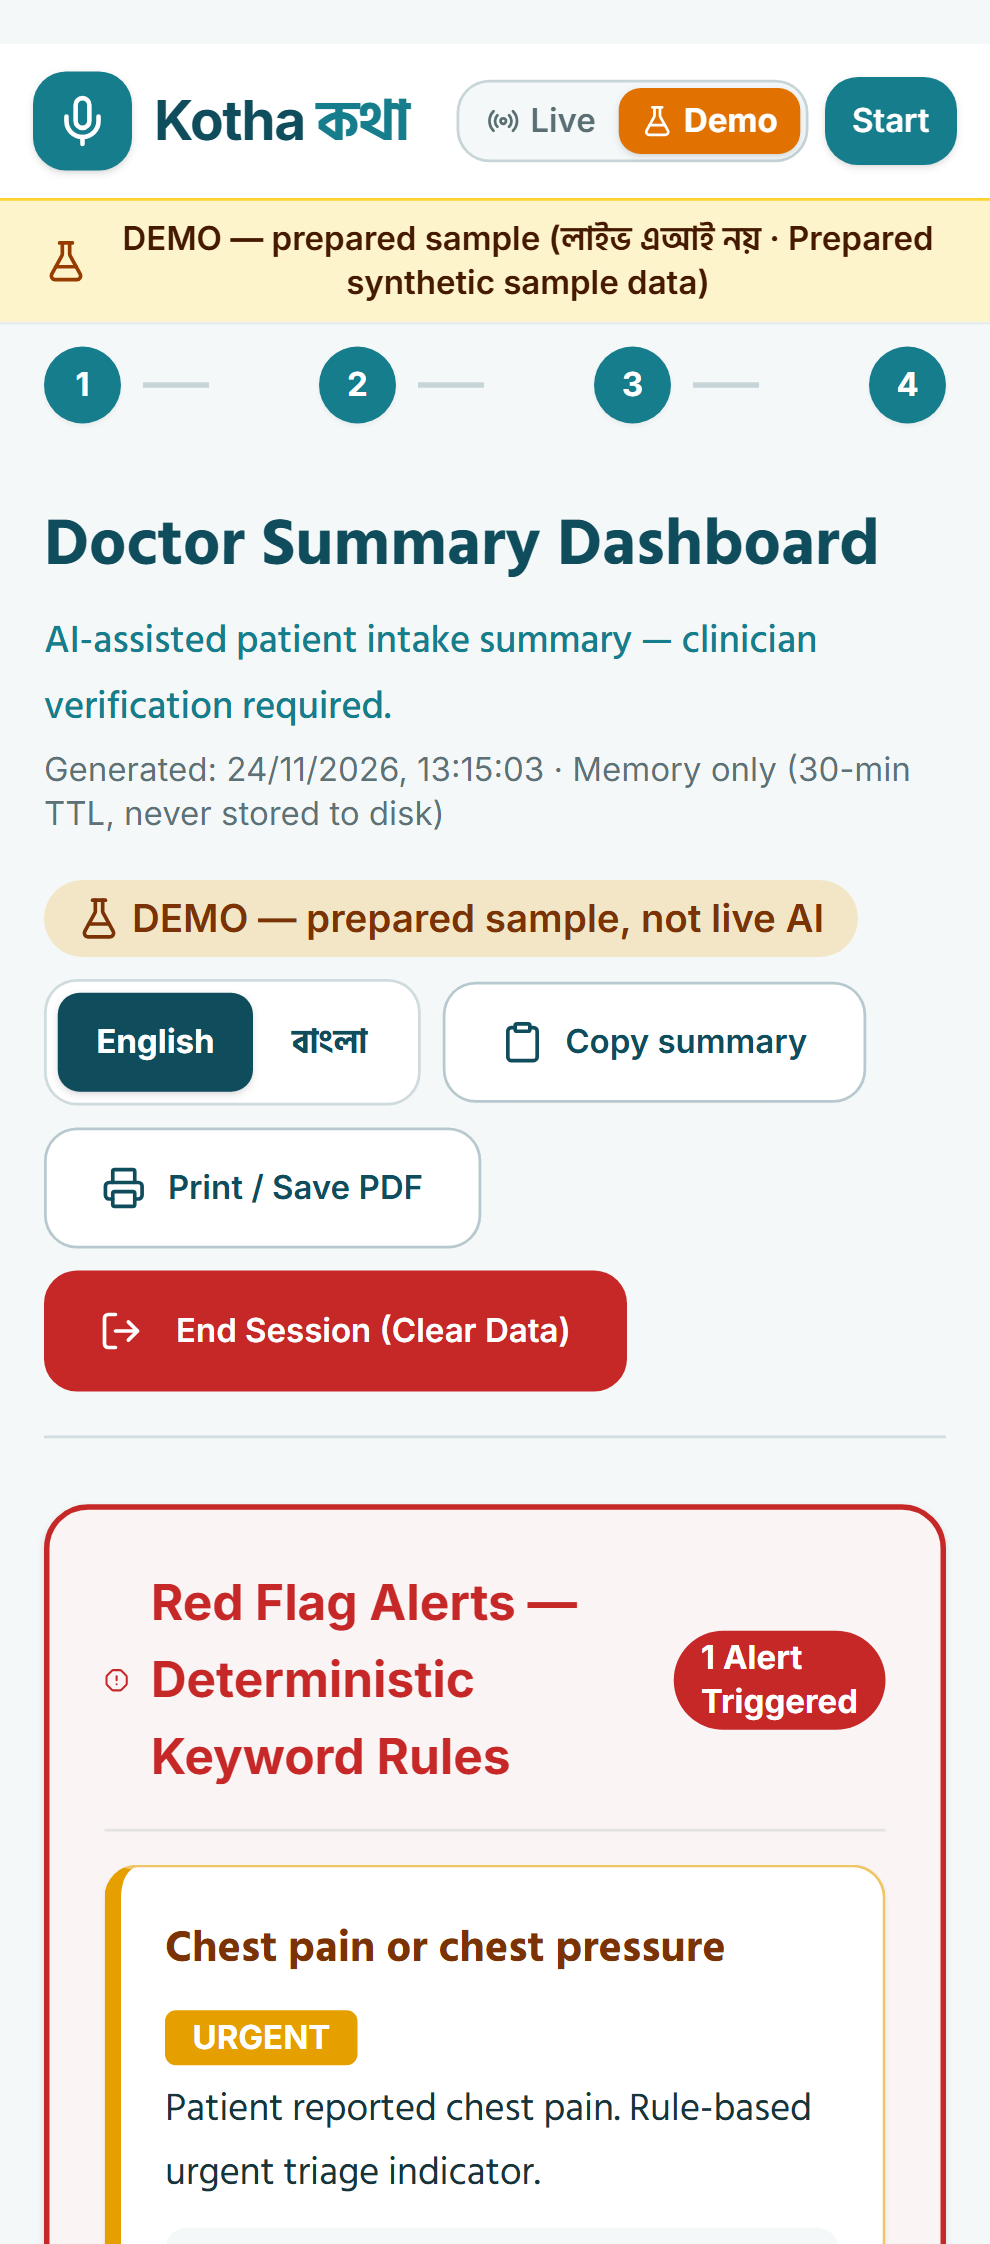 Kotha কথা
Live
Demo
Start
DEMO — prepared sample (লাইভ এআই নয় · Prepared
synthetic sample data)
1
2
3
4
Doctor Summary Dashboard
AI-assisted patient intake summary — clinician
verification required.
Generated: 24/11/2026, 13:15:03 · Memory only (30-min
TTL, never stored to disk)
DEMO — prepared sample, not live AI
English
বাংলা
Copy summary
Print / Save PDF
End Session (Clear Data)
Red Flag Alerts —
Deterministic
Keyword Rules
1 Alert
Triggered
Chest pain or chest pressure
URGENT
Patient reported chest pain. Rule-based
urgent triage indicator.